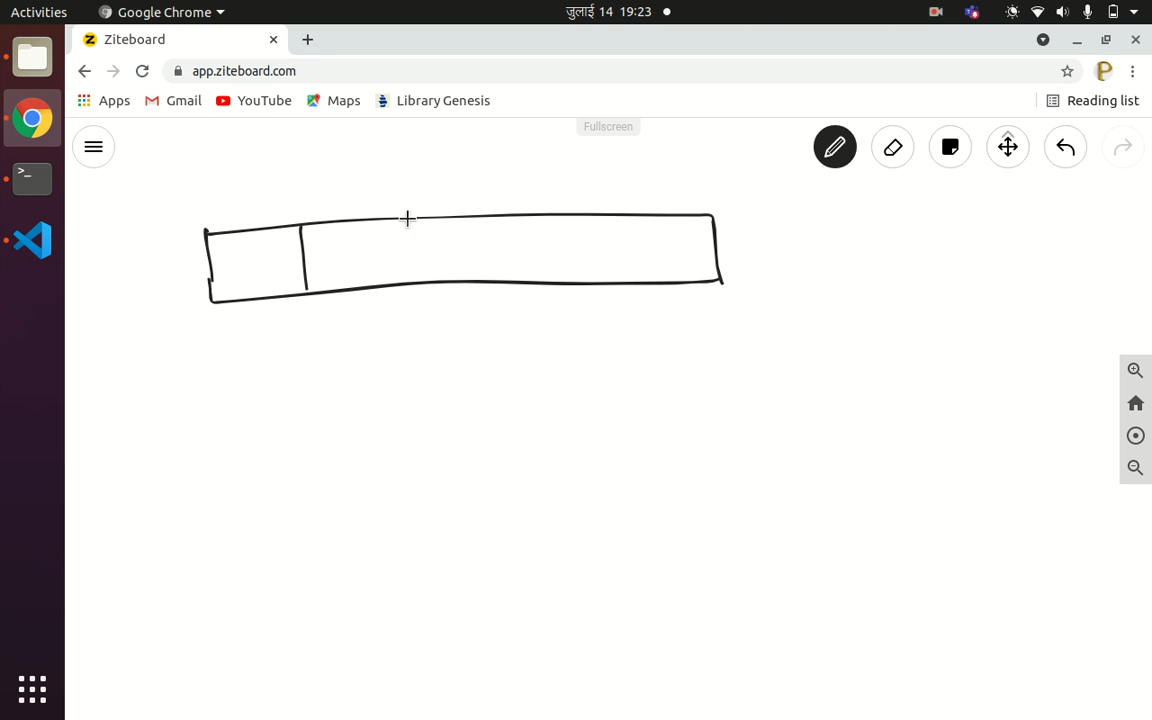 Activities Google Chrome जुलाई 14 19:23
Ziteboard
app.ziteboard.com
Apps Gmail YouTube Maps Library Genesis Reading list
Fullscreen